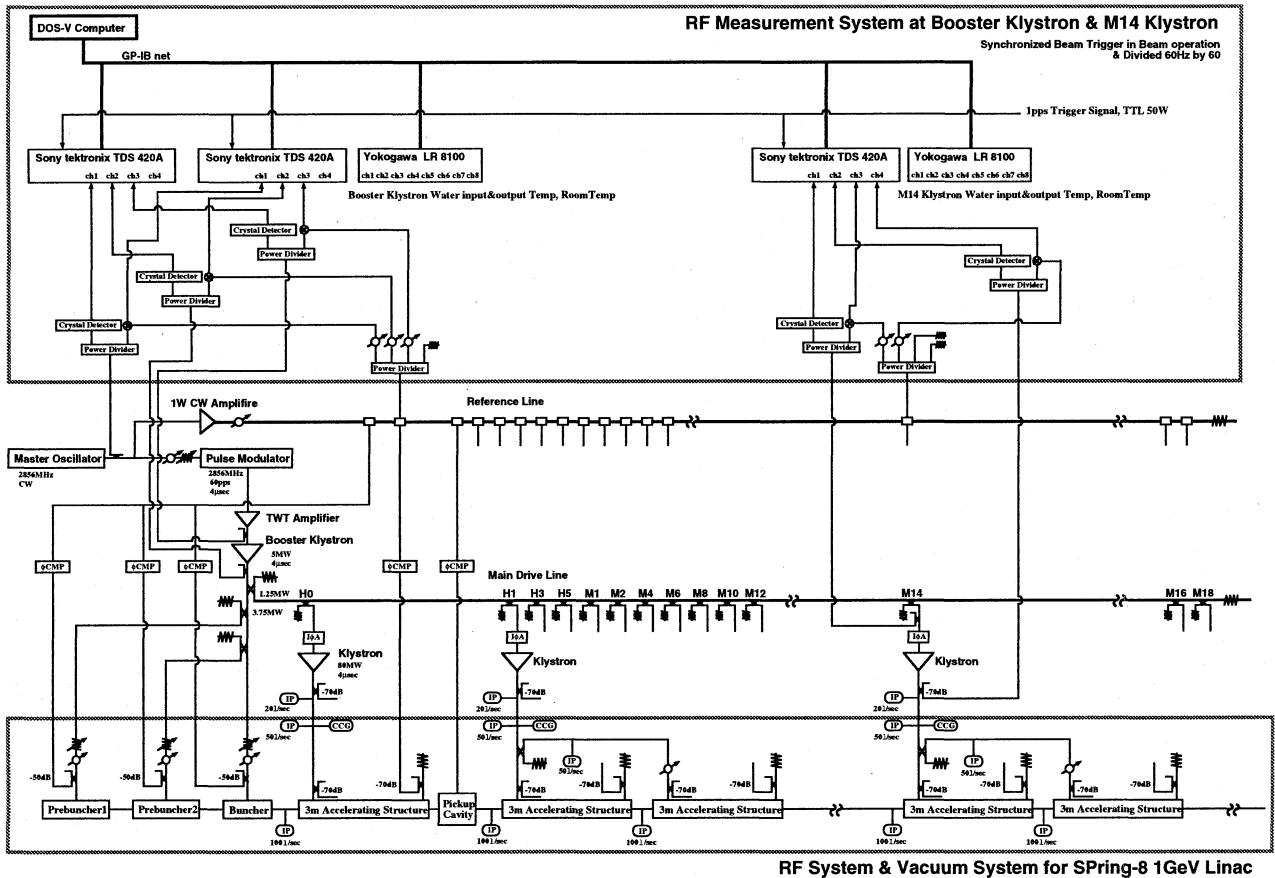 DOS-V Computer
RF Measurement System at Booster Klystron & M14 Klystron
Synchronized Beam Trigger in Beam operation
& Divided 60Hz by 60
GP-IB net
1pps Trigger Signal, TTL 50W
Sony tektronix TDS 420A
ch1 ch2 ch3 ch4
Sony tektronix TDS 420A
ch1 ch2 ch3 ch4
Yokogawa LR 8100
ch1 ch2 ch3 ch4 ch5 ch6 ch7 ch8
Sony tektronix TDS 420A
ch1 ch2 ch3 ch4
Yokogawa LR 8100
ch1 ch2 ch3 ch4 ch5 ch6 ch7 ch8
Booster Klystron Water input&output Temp, RoomTemp
M14 Klystron Water input&output Temp, RoomTemp
Crystal Detector
Power Divider
Crystal Detector
Power Divider
Crystal Detector
Power Divider
Power Divider
Crystal Detector
Power Divider
Crystal Detector
Power Divider
Power Divider
1W CW Amplifire
Reference Line
Master Oscillator
2856MHz
CW
Pulse Modulator
2856MHz
60pps
4μsec
TWT Amplifier
Booster Klystron
5MW
4μsec
φCMP
φCMP
φCMP
φCMP
φCMP
1.25MW
3.75MW
Main Drive Line
H0
H1 H3 H5 M1 M2 M4 M6 M8 M10 M12
M14
M16 M18
IφA
IφA
IφA
Klystron
80MW
4μsec
Klystron
Klystron
-70dB
-70dB
-70dB
IP
20l/sec
IP
20l/sec
IP
20l/sec
IP
50l/sec
CCG
IP
50l/sec
CCG
IP
50l/sec
CCG
IP
50l/sec
IP
50l/sec
-50dB
-50dB
-50dB
-70dB
-70dB
-70dB
-70dB
-70dB
-70dB
-70dB
-70dB
Prebuncher1
Prebuncher2
Buncher
3m Accelerating Structure
Pickup
Cavity
3m Accelerating Structure
3m Accelerating Structure
3m Accelerating Structure
3m Accelerating Structure
IP
100l/sec
IP
100l/sec
IP
100l/sec
IP
100l/sec
IP
100l/sec
RF System & Vacuum System for SPring-8 1GeV Linac